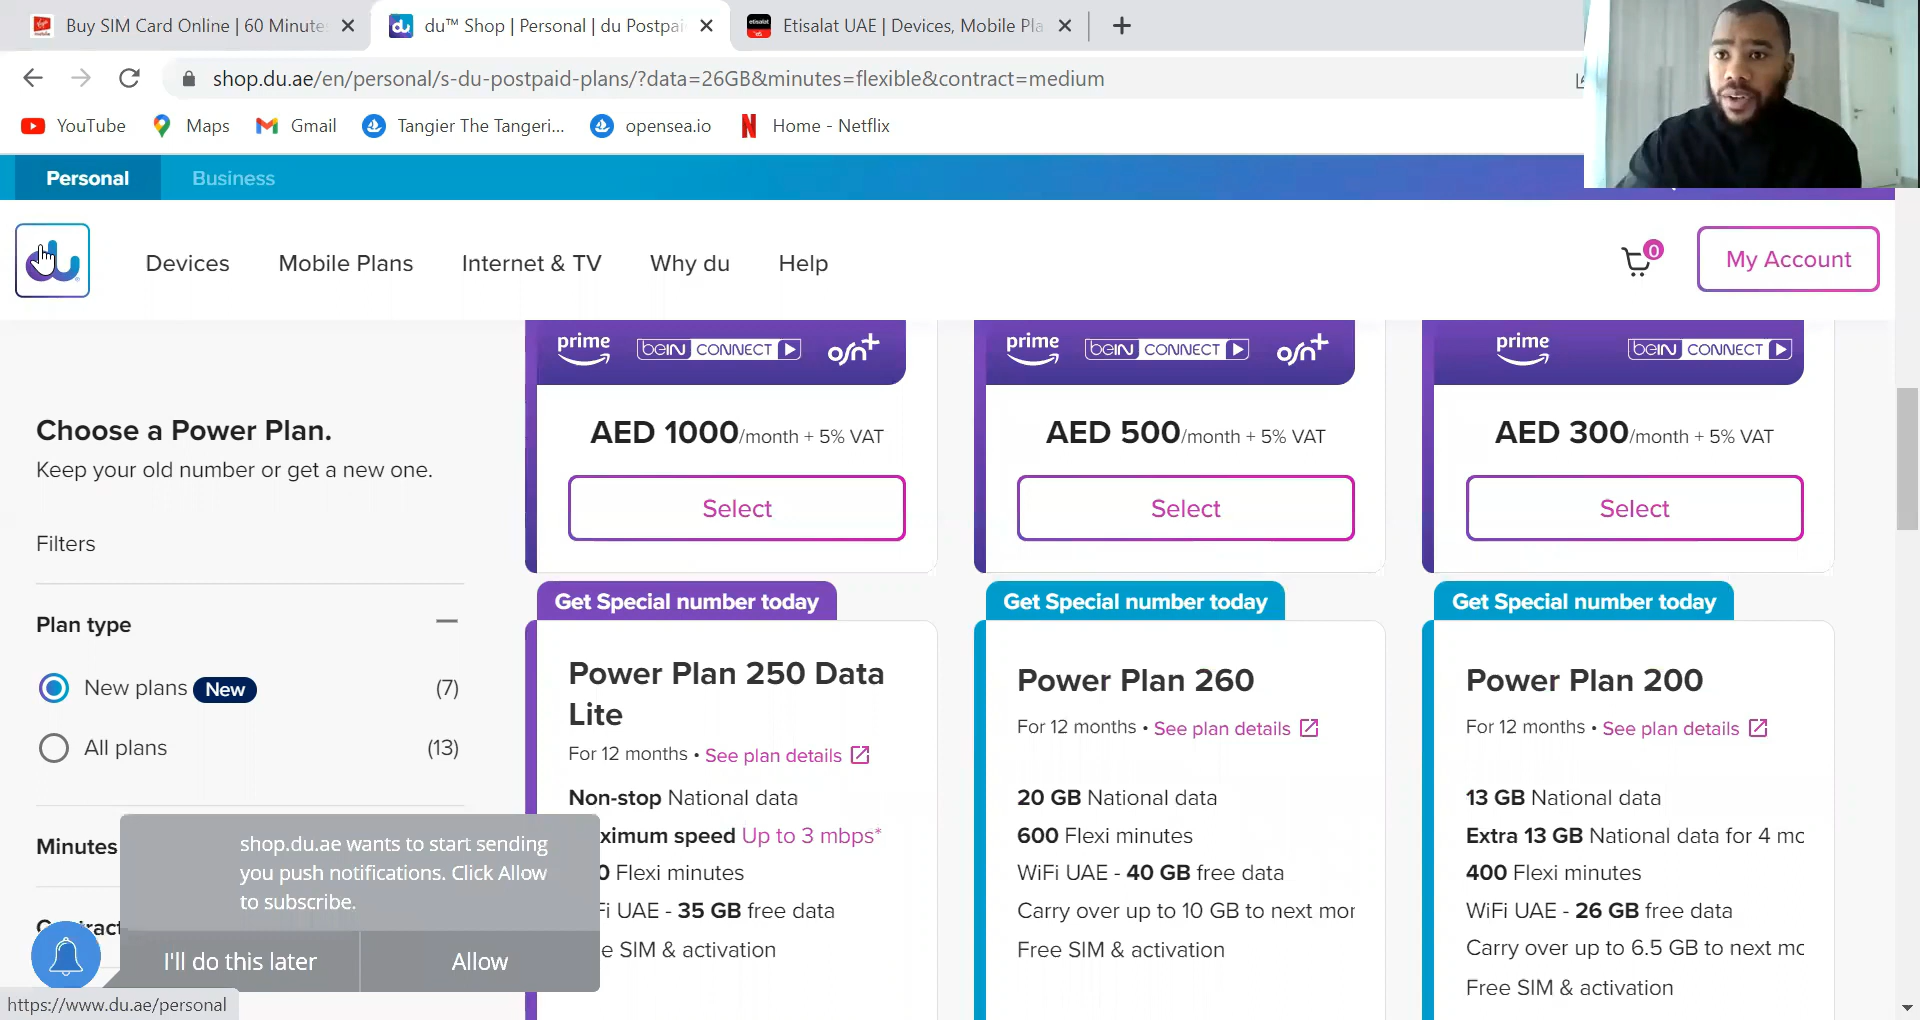 Buy SIM Card Online | 60 Minute
du™ Shop | Personal | du Postpai
Etisalat UAE | Devices, Mobile Pla
shop.du.ae/en/personal/s-du-postpaid-plans/?data=26GB&minutes=flexible&contract=medium
YouTube
Maps
Gmail
Tangier The Tangeri...
opensea.io
Home - Netflix
Personal
Business
du
Devices
Mobile Plans
Internet & TV
Why du
Help
0
My Account
prime
beIN CONNECT
osn+
prime
beIN CONNECT
osn+
prime
beIN CONNECT
Choose a Power Plan.
Keep your old number or get a new one.
AED 1000/month + 5% VAT
AED 500/month + 5% VAT
AED 300/month + 5% VAT
Select
Select
Select
Filters
Plan type
New plans New (7)
All plans (13)
Minutes
Get Special number today
Power Plan 250 Data
Lite
For 12 months • See plan details
Non-stop National data
ximum speed Up to 3 mbps*
0 Flexi minutes
Fi UAE - 35 GB free data
e SIM & activation
Get Special number today
Power Plan 260
For 12 months • See plan details
20 GB National data
600 Flexi minutes
WiFi UAE - 40 GB free data
Carry over up to 10 GB to next mor
Free SIM & activation
Get Special number today
Power Plan 200
For 12 months • See plan details
13 GB National data
Extra 13 GB National data for 4 mc
400 Flexi minutes
WiFi UAE - 26 GB free data
Carry over up to 6.5 GB to next mc
Free SIM & activation
shop.du.ae wants to start sending
you push notifications. Click Allow
to subscribe.
I'll do this later
Allow
https://www.du.ae/personal